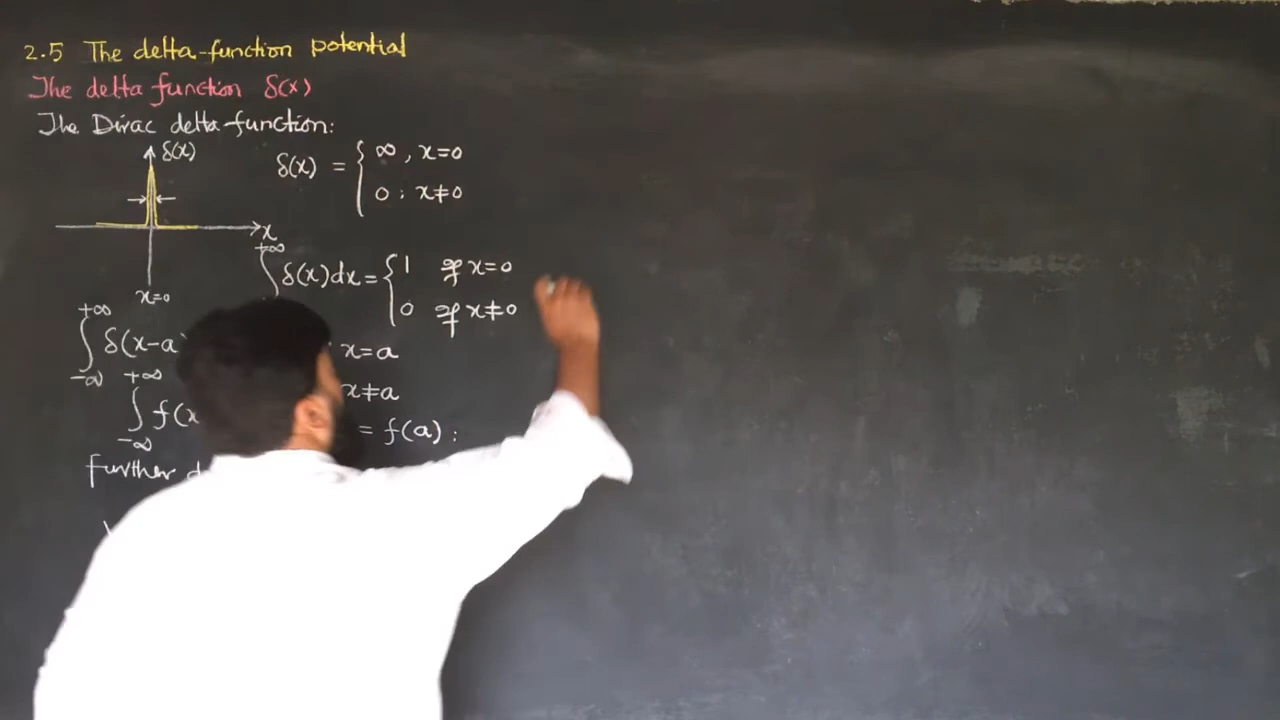 2.5 The delta-function potential
The delta function δ(x)
The Dirac delta function:
δ(x)
δ(x) = { ∞ , x=0
0 : x≠0
x
x=0
+∞
∫ δ(x)dx = { 1 if x=0
0 if x≠0
+∞
∫ δ(x-a
-∞
x=a
x≠a
+∞
∫ f(x
-∞
= f(a) :
further